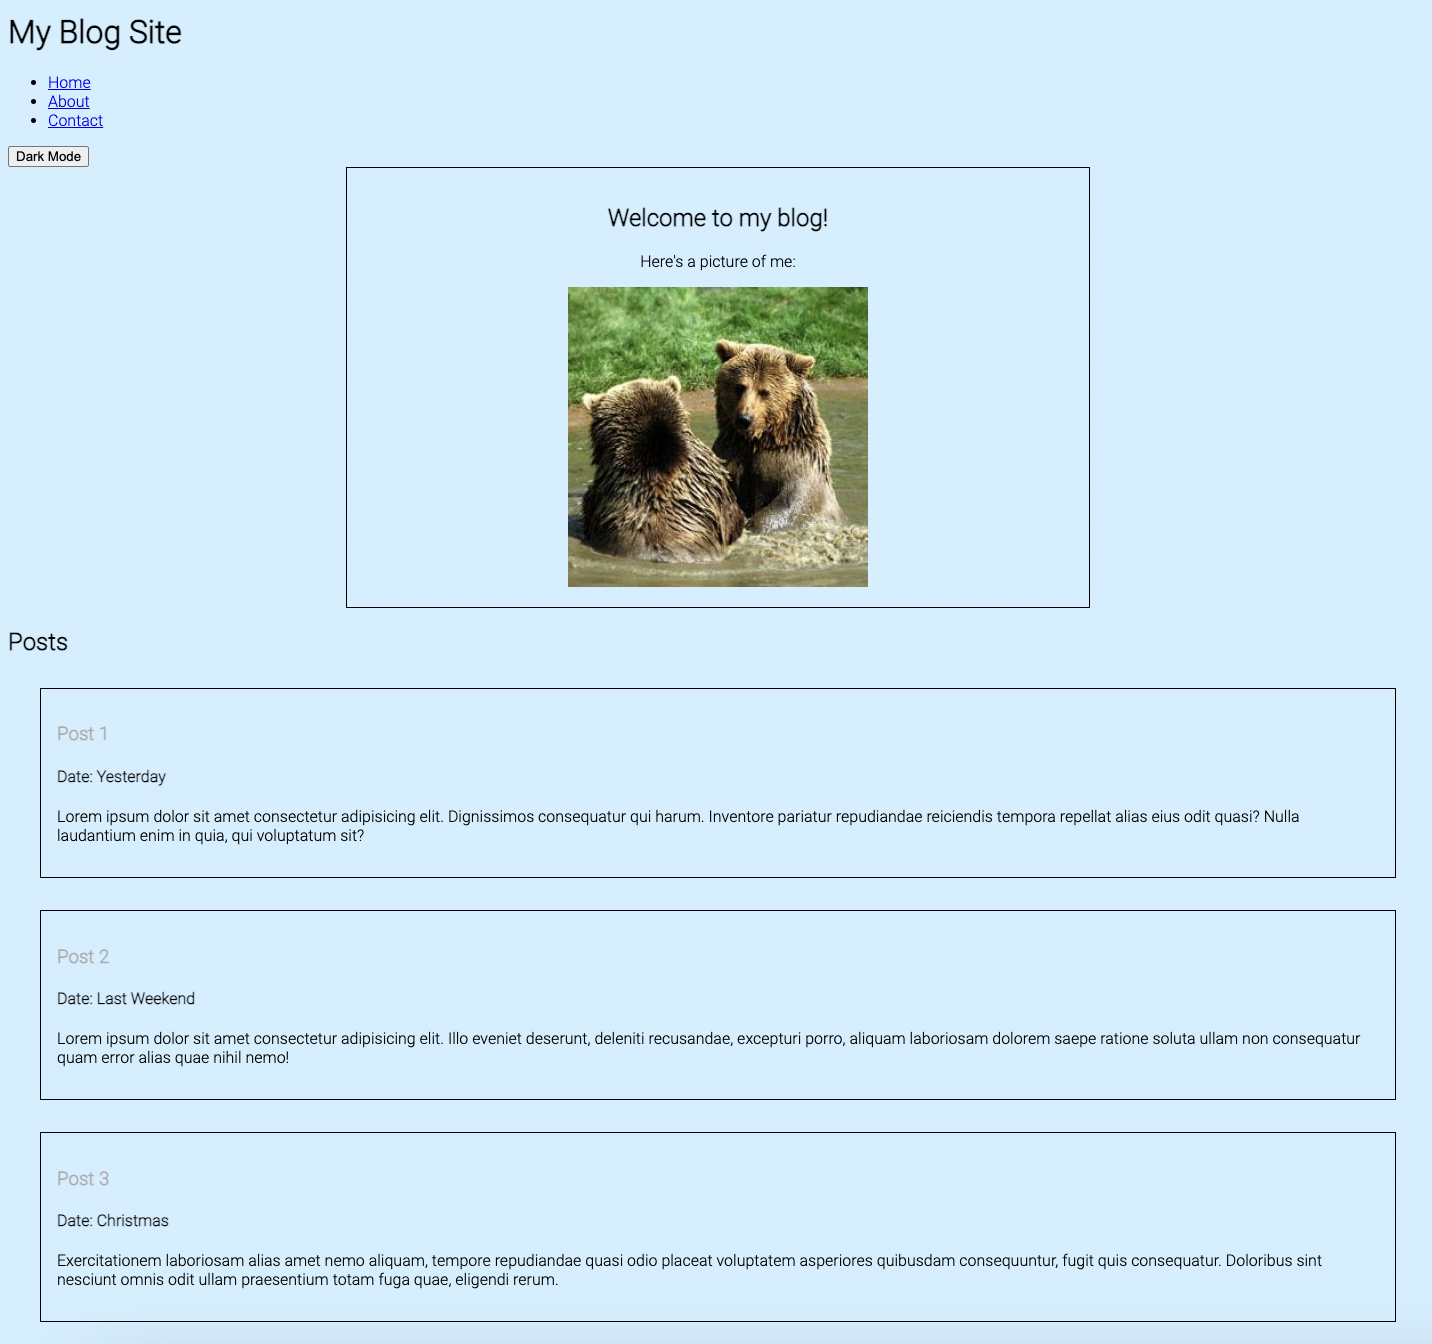 My Blog Site
Home
About
Contact
Dark Mode
Welcome to my blog!
Here's a picture of me:
Posts
Post 1
Date: Yesterday
Lorem ipsum dolor sit amet consectetur adipisicing elit. Dignissimos consequatur qui harum. Inventore pariatur repudiandae reiciendis tempora repellat alias eius odit quasi? Nulla
laudantium enim in quia, qui voluptatum sit?
Post 2
Date: Last Weekend
Lorem ipsum dolor sit amet consectetur adipisicing elit. Illo eveniet deserunt, deleniti recusandae, excepturi porro, aliquam laboriosam dolorem saepe ratione soluta ullam non consequatur
quam error alias quae nihil nemo!
Post 3
Date: Christmas
Exercitationem laboriosam alias amet nemo aliquam, tempore repudiandae quasi odio placeat voluptatem asperiores quibusdam consequuntur, fugit quis consequatur. Doloribus sint
nesciunt omnis odit ullam praesentium totam fuga quae, eligendi rerum.